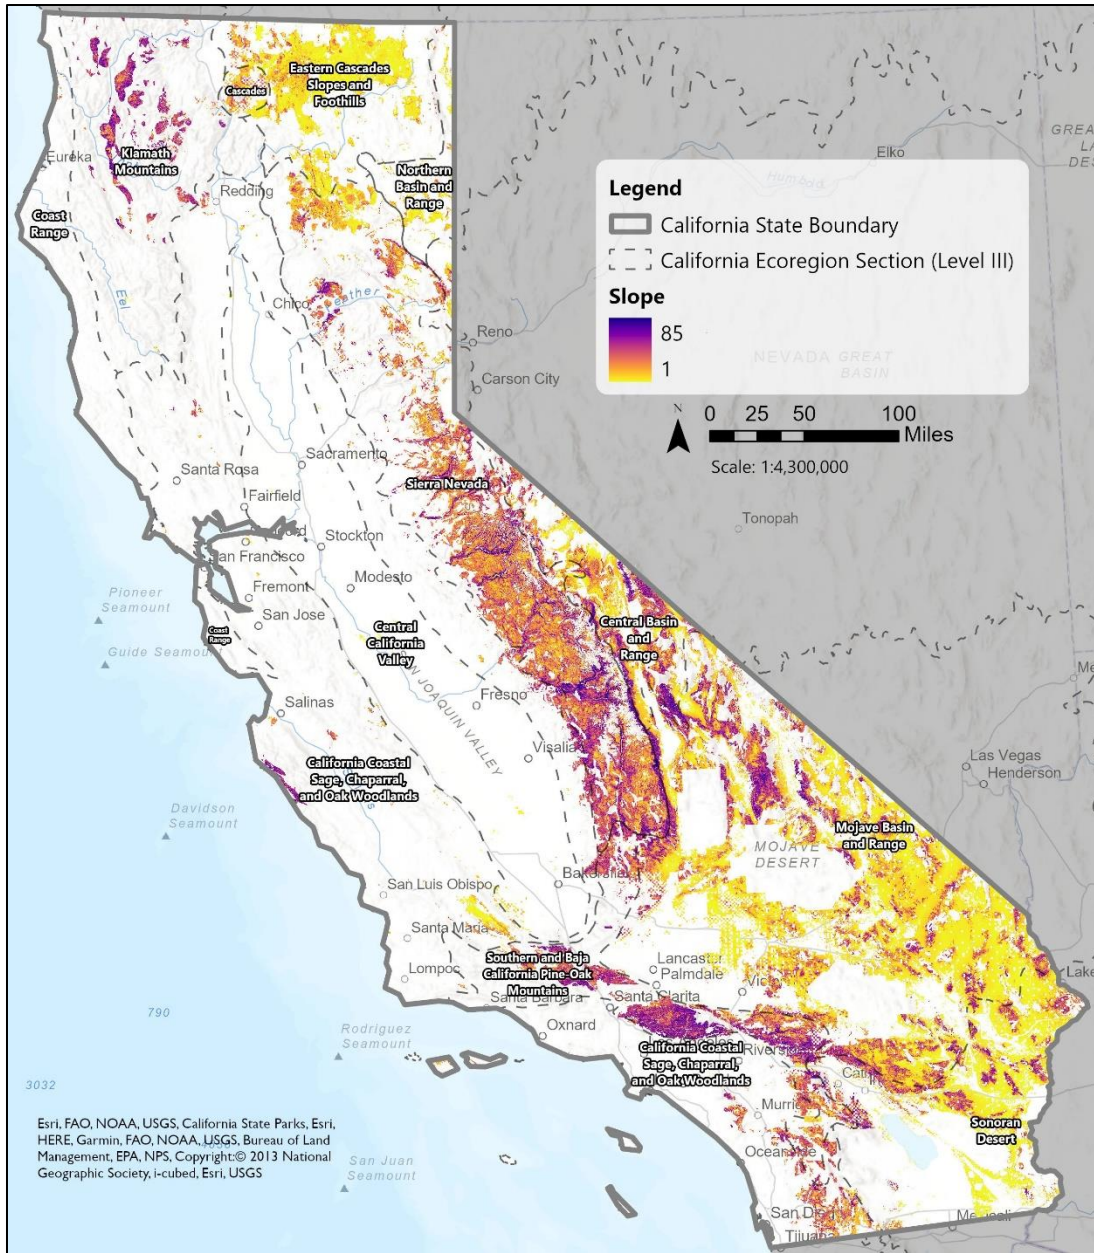 Eastern Cascades
Slopes and
Foothills
Cascades
Klamath
Mountains
Eureka
Redding
Northern
Basin and
Range
Coast
Range
Eel
Chico
Feather
Elko
Humbold
Legend
California State Boundary
California Ecoregion Section (Level III)
Slope
85
1
Reno
Carson City
NEVADA
GREAT
BASIN
N
0 25 50 100
Miles
Scale: 1:4,300,000
Sacramento
Santa Rosa
Sierra Nevada
Fairfield
Stockton
Tonopah
San Francisco
Fremont
Modesto
San Jose
Pioneer
Seamount
Guide Seamount
Coast
Range
Central
California
Valley
Central Basin
and
Range
SAN JOAQUIN VALLEY
Salinas
Fresno
Visalia
California Coastal
Sage, Chaparral,
and Oak Woodlands
Las Vegas
Henderson
Davidson
Seamount
Mojave Basin
and Range
MOJAVE
DESERT
San Luis Obispo
Santa Maria
Lompoc
Southern and Baja
California Pine-Oak
Mountains
Santa Barbara
Lancaster
Palmdale
Santa Clarita
Oxnard
790
Rodriguez
Seamount
California Coastal
Sage, Chaparral,
and Oak Woodlands
3032
Sonoran
Desert
San Juan
Seamount
Esri, FAO, NOAA, USGS, California State Parks, Esri,
HERE, Garmin, FAO, NOAA, USGS, Bureau of Land
Management, EPA, NPS, Copyright:© 2013 National
Geographic Society, i-cubed, Esri, USGS